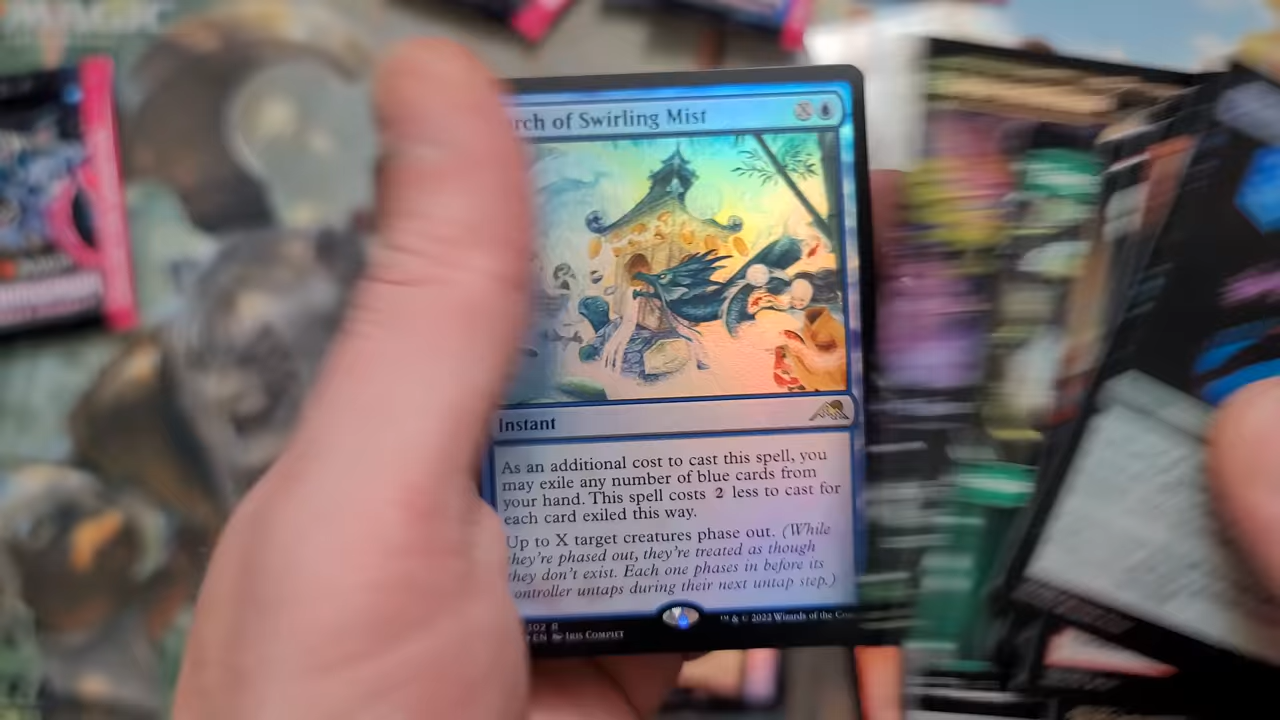 MAGIC
rch of Swirling Mist
X
Instant
As an additional cost to cast this spell, you
may exile any number of blue cards from
your hand. This spell costs 2 less to cast for
each card exiled this way.
Up to X target creatures phase out. (While
they're phased out, they're treated as though
they don't exist. Each one phases in before its
ontroller untaps during their next untap step.)
302 R
EN Iris Compiet
™ & © 2022 Wizards of the Co